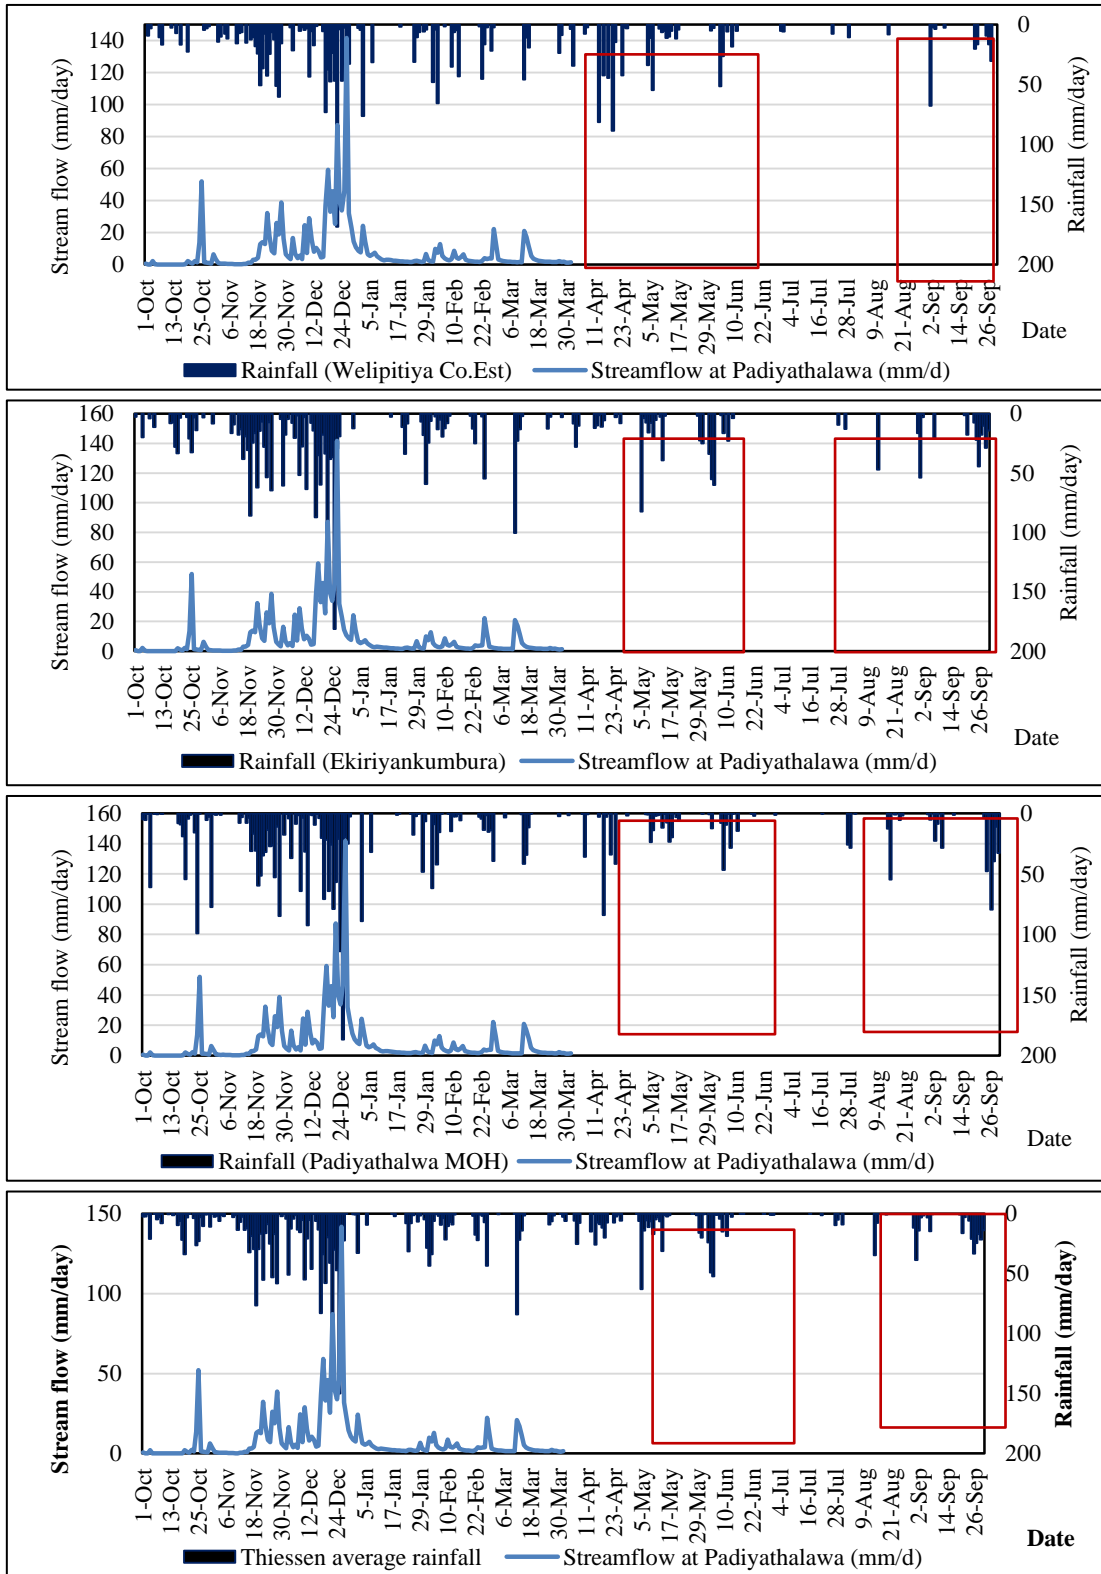 Stream flow (mm/day)
140
120
100
80
60
40
20
0
0
50
100
150
200
Rainfall (mm/day)
1-Oct
13-Oct
25-Oct
6-Nov
18-Nov
30-Nov
12-Dec
24-Dec
5-Jan
17-Jan
29-Jan
10-Feb
22-Feb
6-Mar
18-Mar
30-Mar
11-Apr
23-Apr
5-May
17-May
29-May
10-Jun
22-Jun
4-Jul
16-Jul
28-Jul
9-Aug
21-Aug
2-Sep
14-Sep
26-Sep
Date
Rainfall (Welipitiya Co.Est) Streamflow at Padiyathalawa (mm/d)
Stream flow (mm/day)
160
140
120
100
80
60
40
20
0
0
50
100
150
200
Rainfall (mm/day)
1-Oct
13-Oct
25-Oct
6-Nov
18-Nov
30-Nov
12-Dec
24-Dec
5-Jan
17-Jan
29-Jan
10-Feb
22-Feb
6-Mar
18-Mar
30-Mar
11-Apr
23-Apr
5-May
17-May
29-May
10-Jun
22-Jun
4-Jul
16-Jul
28-Jul
9-Aug
21-Aug
2-Sep
14-Sep
26-Sep
Date
Rainfall (Ekiriyankumbura) Streamflow at Padiyathalawa (mm/d)
Stream flow (mm/day)
160
140
120
100
80
60
40
20
0
0
50
100
150
200
Rainfall (mm/day)
1-Oct
13-Oct
25-Oct
6-Nov
18-Nov
30-Nov
12-Dec
24-Dec
5-Jan
17-Jan
29-Jan
10-Feb
22-Feb
6-Mar
18-Mar
30-Mar
11-Apr
23-Apr
5-May
17-May
29-May
10-Jun
22-Jun
4-Jul
16-Jul
28-Jul
9-Aug
21-Aug
2-Sep
14-Sep
26-Sep
Date
Rainfall (Padiyathalwa MOH) Streamflow at Padiyathalawa (mm/d)
Stream flow (mm/day)
150
100
50
0
0
50
100
150
200
Rainfall (mm/day)
1-Oct
13-Oct
25-Oct
6-Nov
18-Nov
30-Nov
12-Dec
24-Dec
5-Jan
17-Jan
29-Jan
10-Feb
22-Feb
6-Mar
18-Mar
30-Mar
11-Apr
23-Apr
5-May
17-May
29-May
10-Jun
22-Jun
4-Jul
16-Jul
28-Jul
9-Aug
21-Aug
2-Sep
14-Sep
26-Sep
Date
Thiessen average rainfall Streamflow at Padiyathalawa (mm/d)